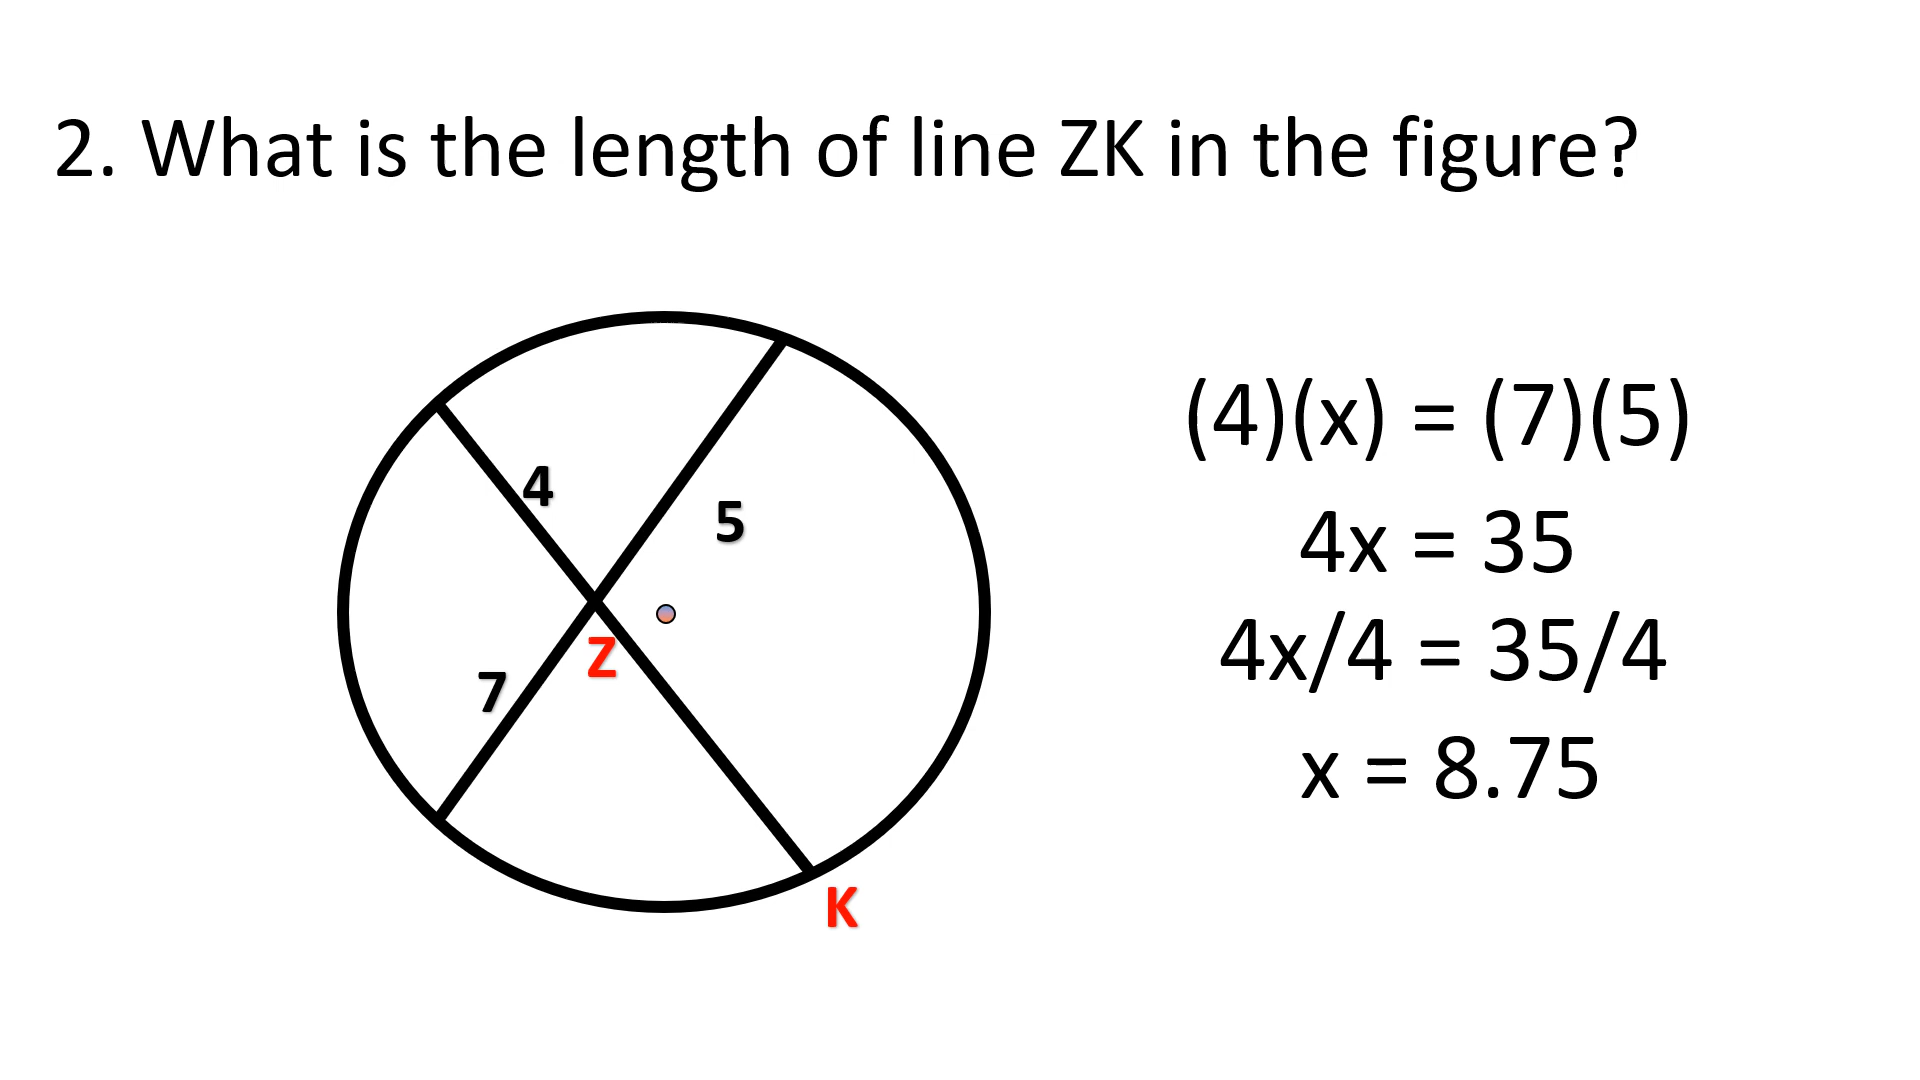 2. What is the length of line ZK in the figure?
4
5
Z
7
K
(4)(x) = (7)(5)
4x = 35
4x/4 = 35/4
x = 8.75